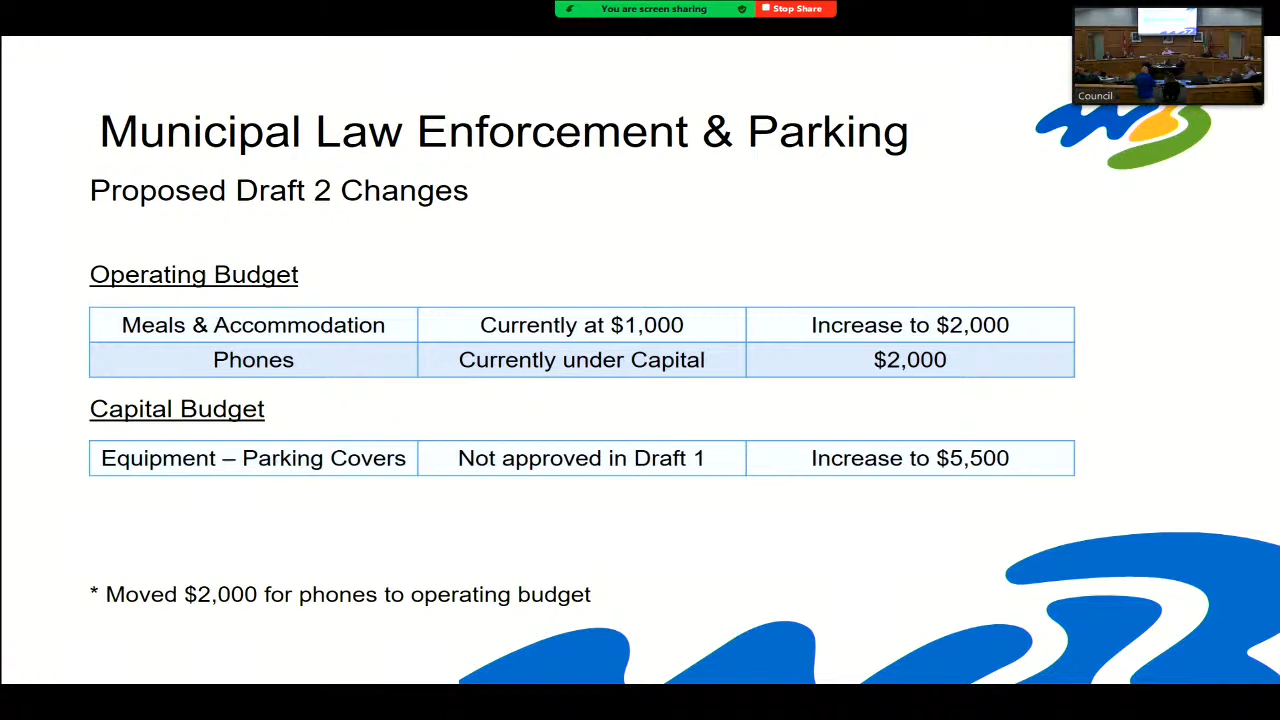 You are screen sharing
Stop Share
Council
Municipal Law Enforcement & Parking
Proposed Draft 2 Changes
Operating Budget
Meals & Accommodation Currently at $1,000 Increase to $2,000
Phones Currently under Capital $2,000
Capital Budget
Equipment – Parking Covers Not approved in Draft 1 Increase to $5,500
* Moved $2,000 for phones to operating budget